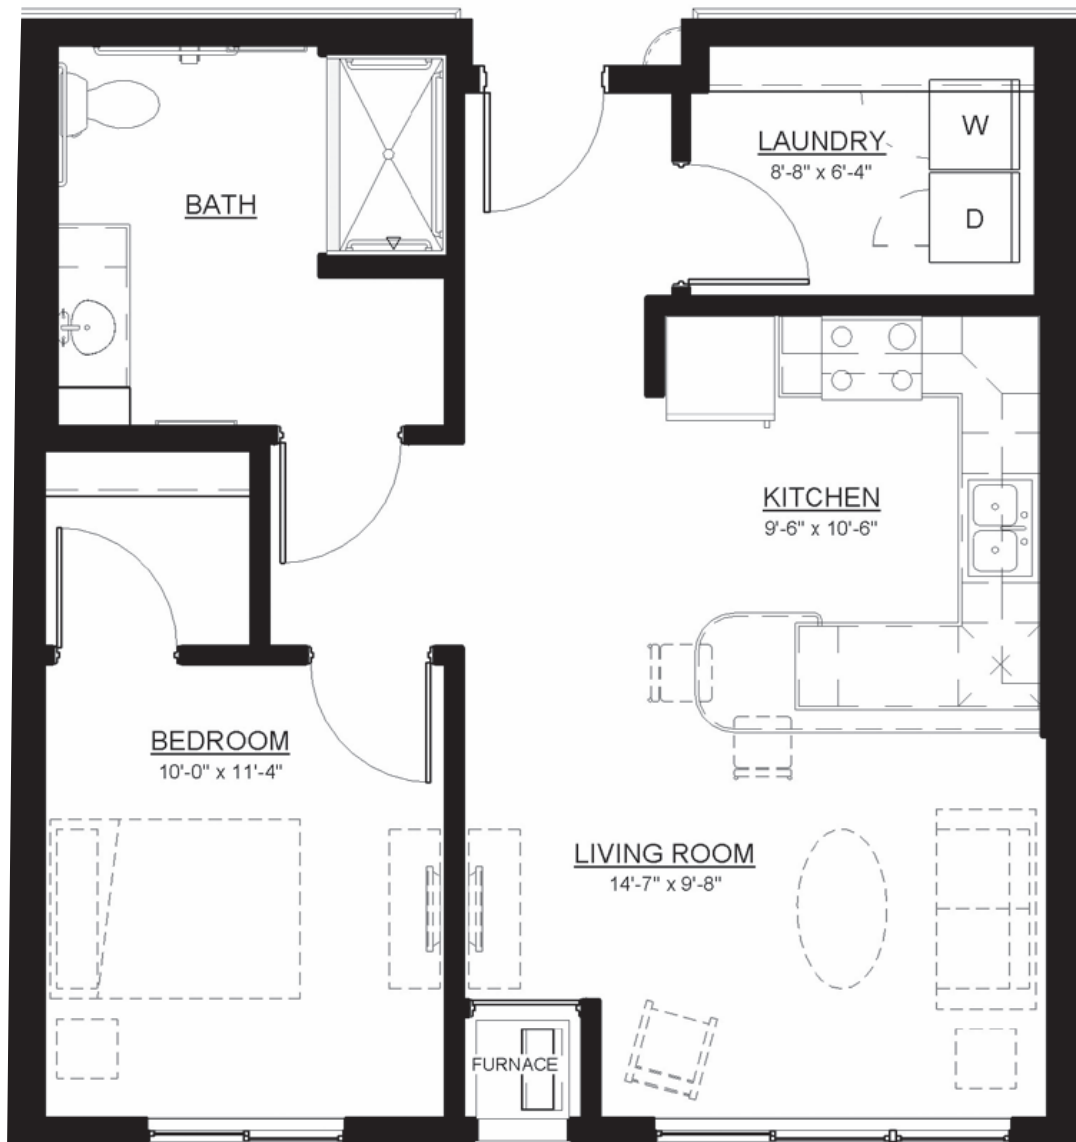 W
LAUNDRY
8'-8" x 6'-4"
BATH
D
KITCHEN
9'-6" x 10'-6"
BEDROOM
10'-0" x 11'-4"
LIVING ROOM
14'-7" x 9'-8"
FURNACE